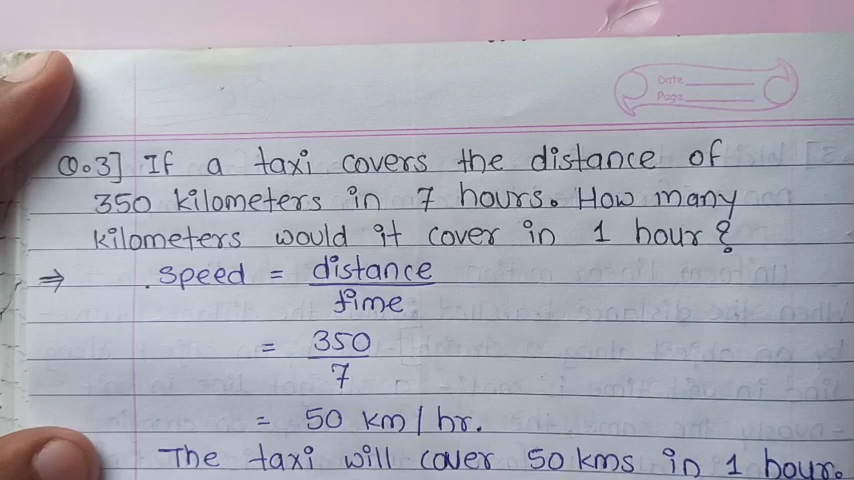 Date
Page
Q.3] If a taxi covers the distance of
350 kilometers in 7 hours. How many
kilometers would it cover in 1 hour?
⇒ speed = distance
time
= 350
7
= 50 km/hr.
The taxi will cover 50 kms in 1 hour.